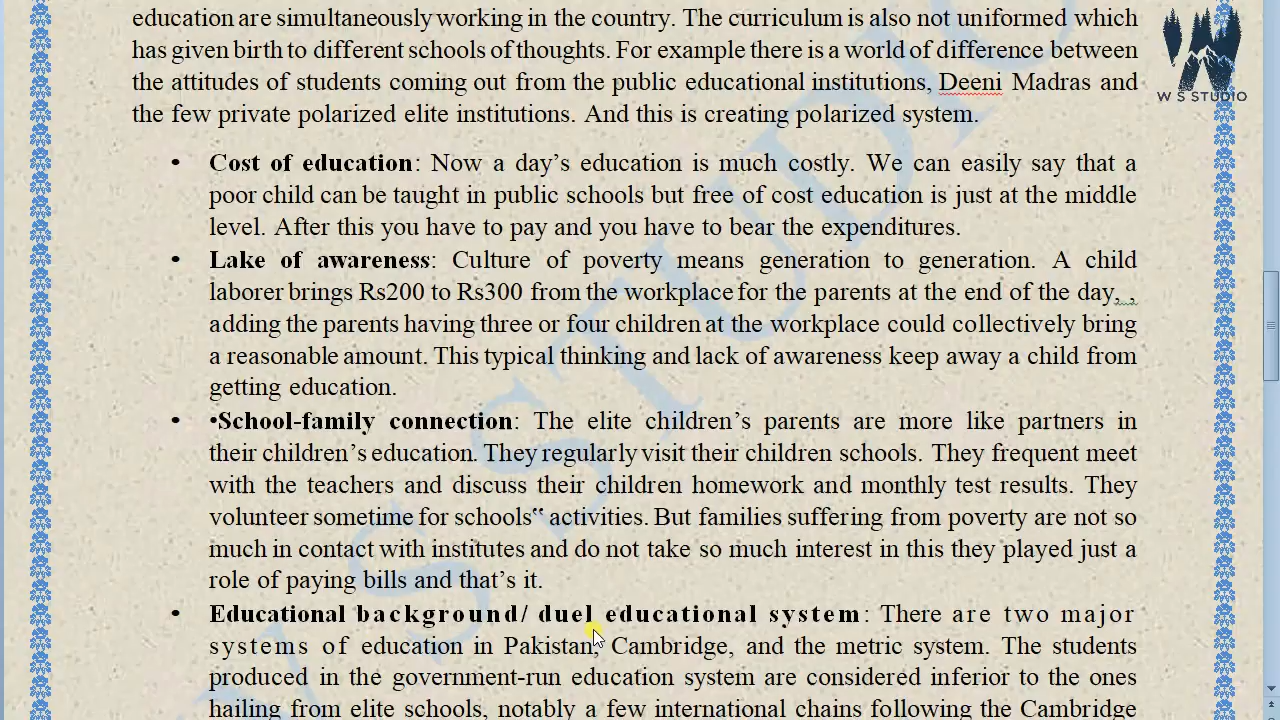 education are simultaneously working in the country. The curriculum is also not uniformed which
has given birth to different schools of thoughts. For example there is a world of difference between
the attitudes of students coming out from the public educational institutions, Deeni Madras and
the few private polarized elite institutions. And this is creating polarized system.
W S STUDIO
• Cost of education: Now a day’s education is much costly. We can easily say that a
poor child can be taught in public schools but free of cost education is just at the middle
level. After this you have to pay and you have to bear the expenditures.
• Lake of awareness: Culture of poverty means generation to generation. A child
laborer brings Rs200 to Rs300 from the workplace for the parents at the end of the day, ,
adding the parents having three or four children at the workplace could collectively bring
a reasonable amount. This typical thinking and lack of awareness keep away a child from
getting education.
• •School-family connection: The elite children’s parents are more like partners in
their children’s education. They regularly visit their children schools. They frequent meet
with the teachers and discuss their children homework and monthly test results. They
volunteer sometime for schools‟ activities. But families suffering from poverty are not so
much in contact with institutes and do not take so much interest in this they played just a
role of paying bills and that’s it.
• Educational background/ duel educational system: There are two major
systems of education in Pakistan, Cambridge, and the metric system. The students
produced in the government-run education system are considered inferior to the ones
hailing from elite schools, notably a few international chains following the Cambridge
W S STUDIO